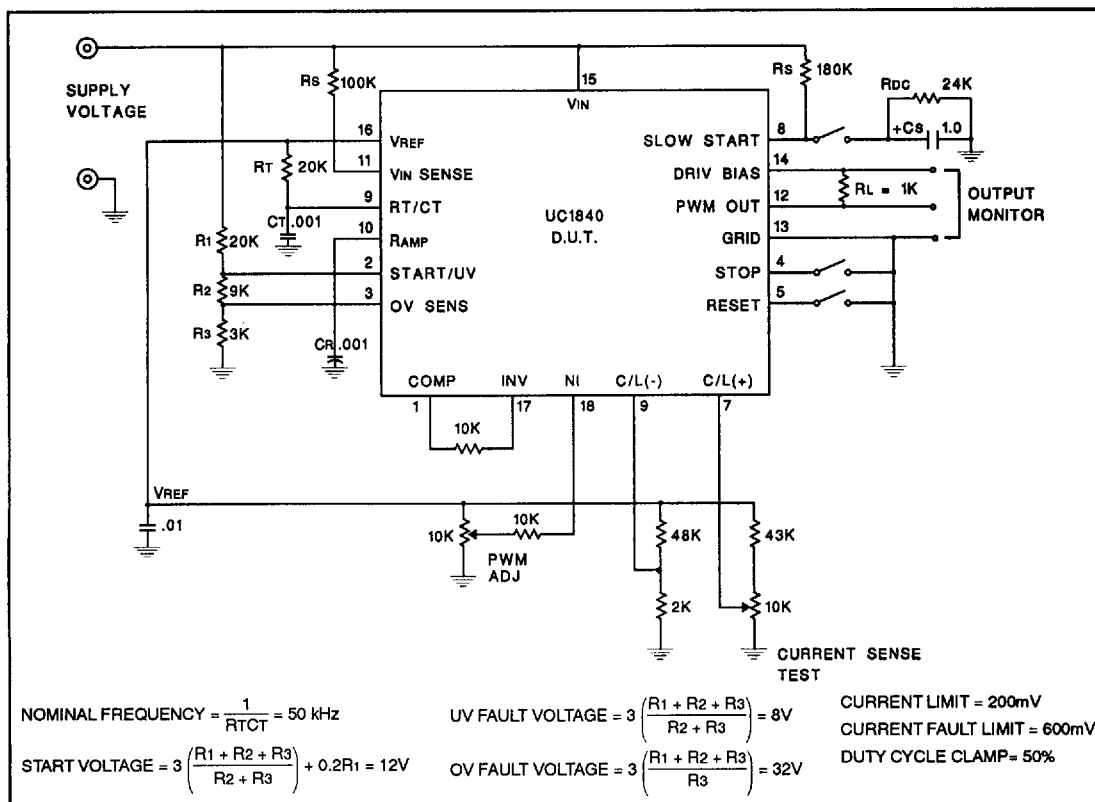 SUPPLY
VOLTAGE
RS
100K
15
VIN
RS
180K
RDC
24K
16
VREF
SLOW START
8
+CS
1.0
RT
20K
11
VIN SENSE
DRIV BIAS
14
RL = 1K
OUTPUT
MONITOR
9
RT/CT
UC1840
D.U.T.
PWM OUT
12
CT .001
10
RAMP
GRID
13
R1
20K
2
START/UV
STOP
4
R2
9K
3
OV SENS
RESET
5
R3
3K
CR .001
COMP
INV
NI
C/L(-)
C/L(+)
1
17
18
9
7
10K
VREF
.01
10K
10K
PWM
ADJ
48K
43K
2K
10K
CURRENT SENSE
TEST
NOMINAL FREQUENCY = 1 / RTCT = 50 kHz
UV FAULT VOLTAGE = 3 ( R1 + R2 + R3 / R2 + R3 ) = 8V
CURRENT LIMIT = 200mV
CURRENT FAULT LIMIT = 600mV
DUTY CYCLE CLAMP= 50%
START VOLTAGE = 3 ( R1 + R2 + R3 / R2 + R3 ) + 0.2R1 = 12V
OV FAULT VOLTAGE = 3 ( R1 + R2 + R3 / R3 ) = 32V